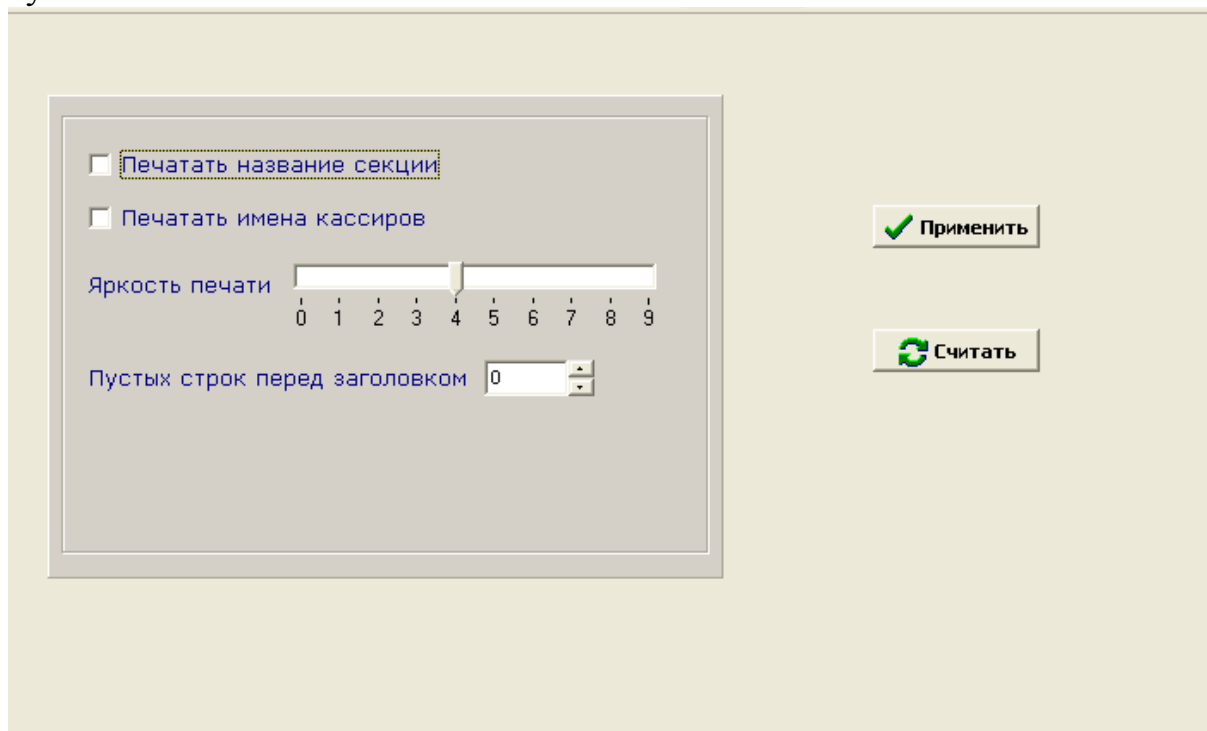 Печатать название секции
Печатать имена кассиров
Применить
Яркость печати
0 1 2 3 4 5 6 7 8 9
Считать
Пустых строк перед заголовком 0